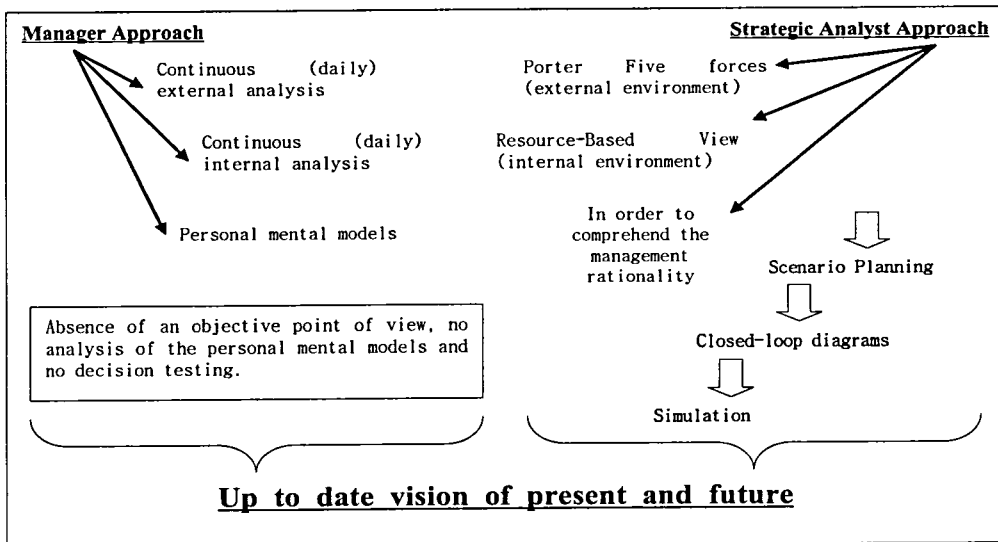 Manager Approach
Continuous (daily)
external analysis
Continuous (daily)
internal analysis
Personal mental models
Absence of an objective point of view, no
analysis of the personal mental models and
no decision testing.
Strategic Analyst Approach
Porter Five forces
(external environment)
Resource-Based View
(internal environment)
In order to
comprehend the
management
rationality
Scenario Planning
Closed-loop diagrams
Simulation
Up to date vision of present and future